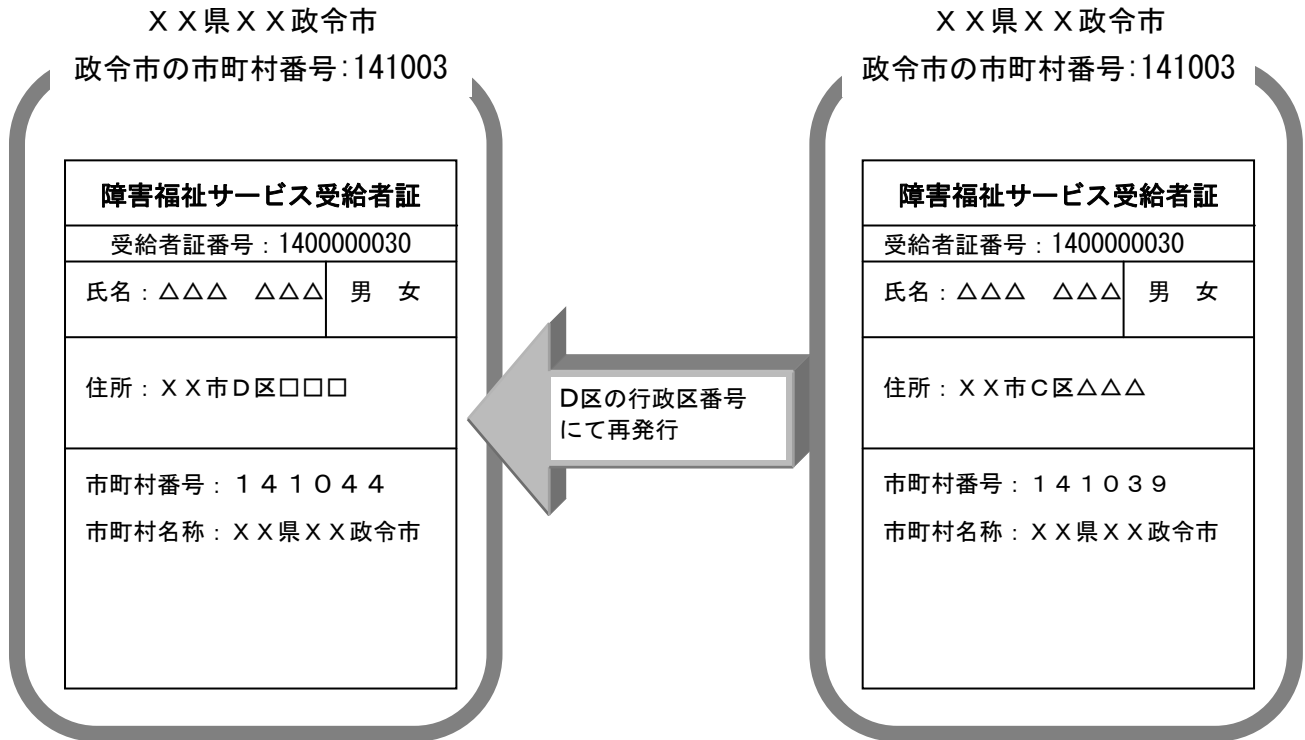 ＸＸ県ＸＸ政令市
政令市の市町村番号：141003
障害福祉サービス受給者証
受給者証番号：1400000030
氏名：△△△　△△△　男　女
住所：ＸＸ市Ｄ区□□□
市町村番号：１４１０４４
市町村名称：ＸＸ県ＸＸ政令市
Ｄ区の行政区番号
にて再発行
ＸＸ県ＸＸ政令市
政令市の市町村番号：141003
障害福祉サービス受給者証
受給者証番号：1400000030
氏名：△△△　△△△　男　女
住所：ＸＸ市Ｃ区△△△
市町村番号：１４１０３９
市町村名称：ＸＸ県ＸＸ政令市